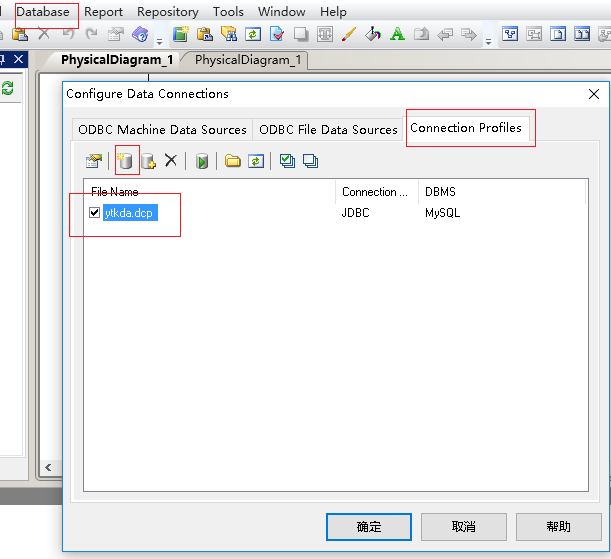 Database Report Repository Tools Window Help
PhysicalDiagram_1 PhysicalDiagram_1
Configure Data Connections
ODBC Machine Data Sources ODBC File Data Sources Connection Profiles
File Name Connection ... DBMS
ytkda.dcp JDBC MySQL
确定 取消 帮助